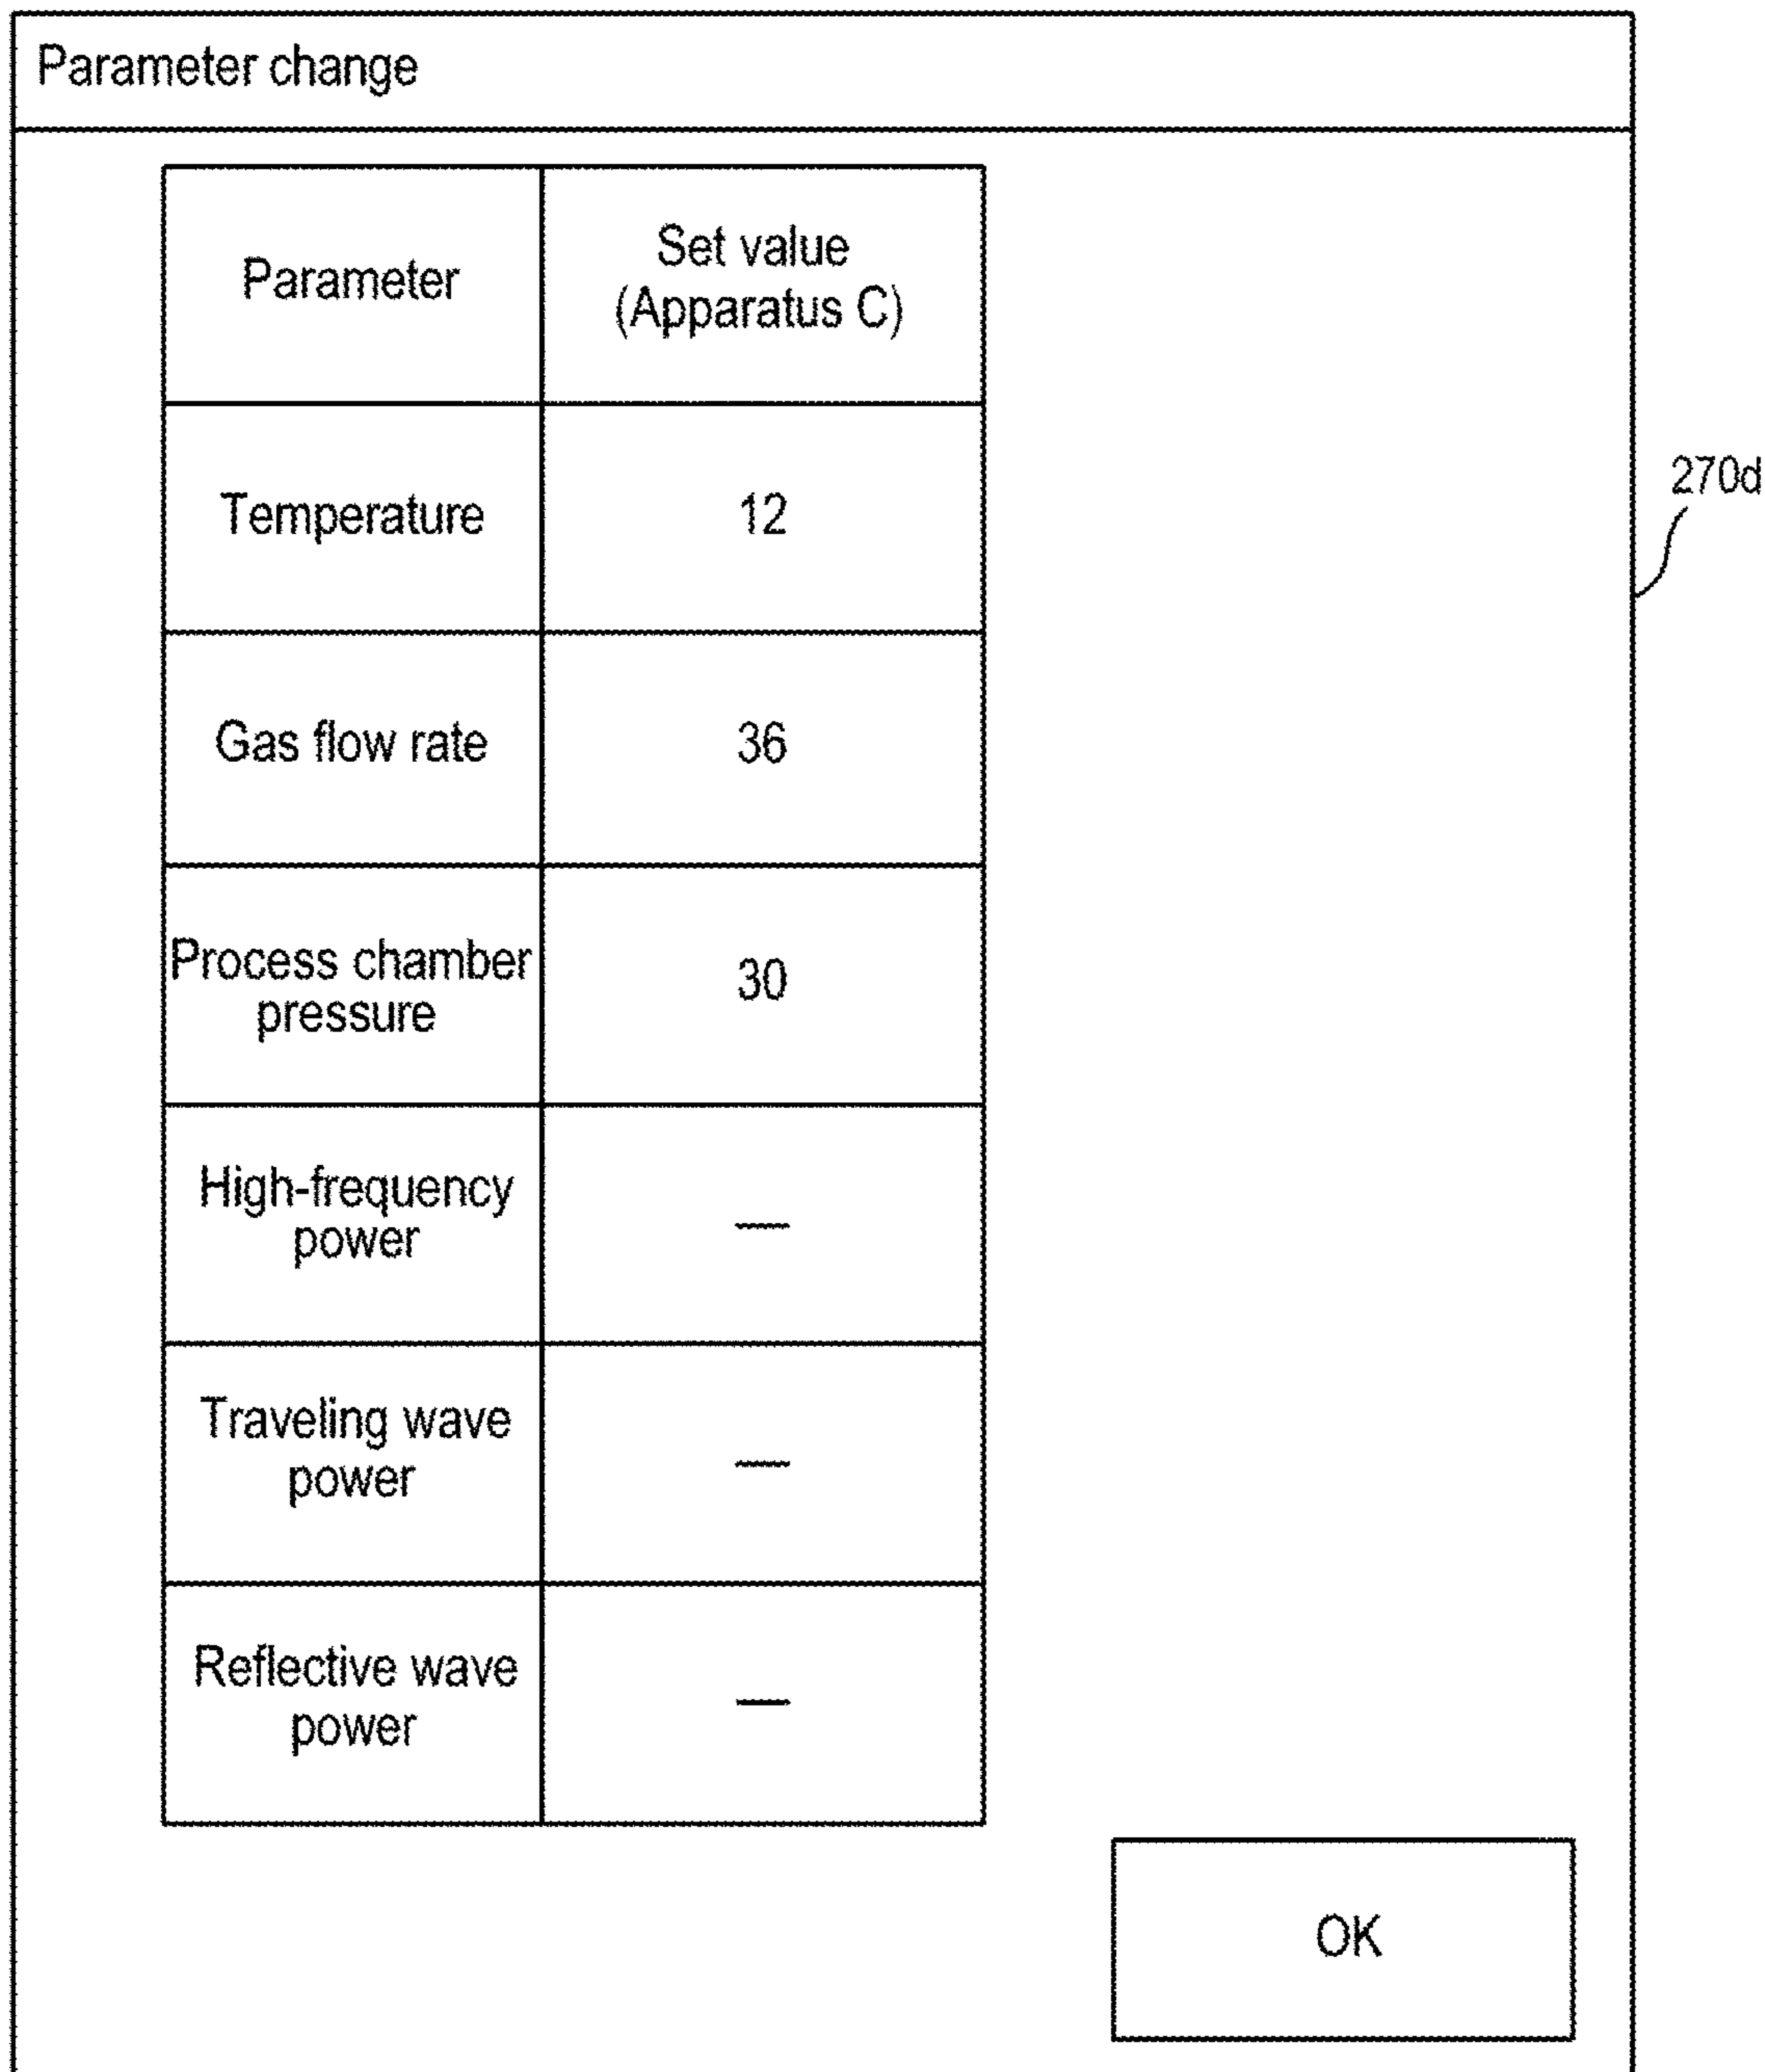 Parameter change
Parameter
Set value
(Apparatus C)
Temperature
12
270d
Gas flow rate
36
Process chamber
pressure
30
High-frequency
power
—
Traveling wave
power
—
Reflective wave
power
—
OK